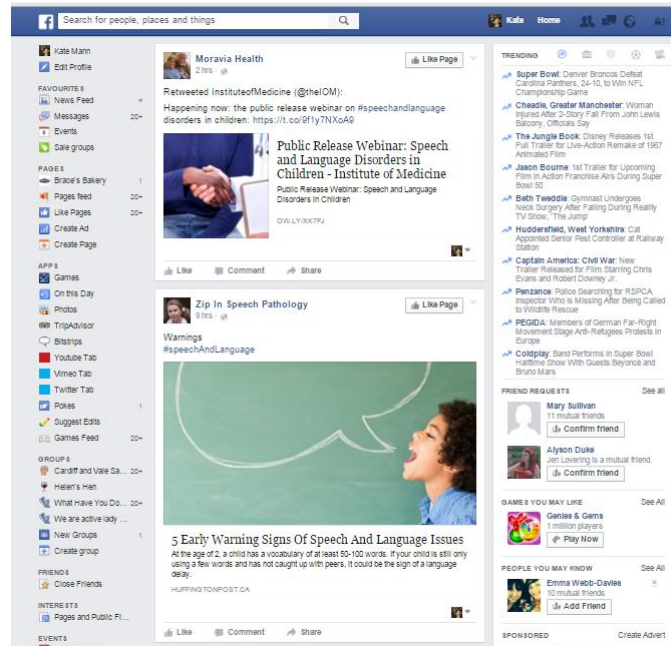 f
Search for people, places and things
Kate Home
Kate Mann
Edit Profile
FAVOURITES
News Feed
Messages 20+
Events
Sale groups
PAGES
Brace's Bakery 1
Pages feed 20+
Like Pages 20+
Create Ad
Create Page
APPS
Games
On this Day
Photos
TripAdvisor
Bitstrips
Youtube Tab
Vimeo Tab
Twitter Tab
Pokes 1
Suggest Edits
Games Feed 20+
GROUPS
Cardiff and Vale Sa... 20+
Helen's Hen
What Have You Do... 20+
We are active lady ...
New Groups 1
Create group
FRIENDS
Close Friends
INTERESTS
Pages and Public Fi...
EVENTS
Moravia Health
2 hrs
Like Page
Retweeted InstituteofMedicine (@theIOM):
Happening now: the public release webinar on #speechandlanguage
disorders in children: https://t.co/9f1y7NXoA9
Public Release Webinar: Speech
and Language Disorders in
Children - Institute of Medicine
Public Release Webinar: Speech and Language
Disorders in Children
OW.LY/XK7FJ
Like Comment Share
Zip In Speech Pathology
9 hrs
Like Page
Warnings
#speechAndLanguage
5 Early Warning Signs Of Speech And Language Issues
At the age of 2, a child has a vocabulary of at least 50-100 words. If your child is still only
using a few words and has not caught up with peers, it could be the sign of a language
delay.
HUFFINGTONPOST.CA
Like Comment Share
TRENDING
Super Bowl: Denver Broncos Defeat
Carolina Panthers, 24-10, to Win NFL
Championship Game
Cheadle, Greater Manchester: Woman
Injured After 2-Story Fall From John Lewis
Balcony, Officials Say
The Jungle Book: Disney Releases 1st
Full Trailer for Live-Action Remake of 1967
Animated Film
Jason Bourne: 1st Trailer for Upcoming
Film in Action Franchise Airs During Super
Bowl 50
Beth Tweddle: Gymnast Undergoes
Neck Surgery After Falling During Reality
TV Show, 'The Jump'
Huddersfield, West Yorkshire: Cat
Appointed Senior Pest Controller at Railway
Station
Captain America: Civil War: New
Trailer Released for Film Starring Chris
Evans and Robert Downey Jr.
Penzance: Police Searching for RSPCA
Inspector Who Is Missing After Being Called
to Wildlife Rescue
PEGIDA: Members of German Far-Right
Movement Stage Anti-Refugees Protests in
Europe
Coldplay: Band Performs in Super Bowl
Halftime Show With Guests Beyoncé and
Bruno Mars
FRIEND REQUESTS See all
Mary Sullivan
11 mutual friends
Confirm friend
Alyson Duke
Jen Lovering is a mutual friend.
Confirm friend
GAMES YOU MAY LIKE See All
Genies & Gems
1 million players
Play Now
PEOPLE YOU MAY KNOW See All
Emma Webb-Davies
10 mutual friends
Add Friend
SPONSORED Create Advert